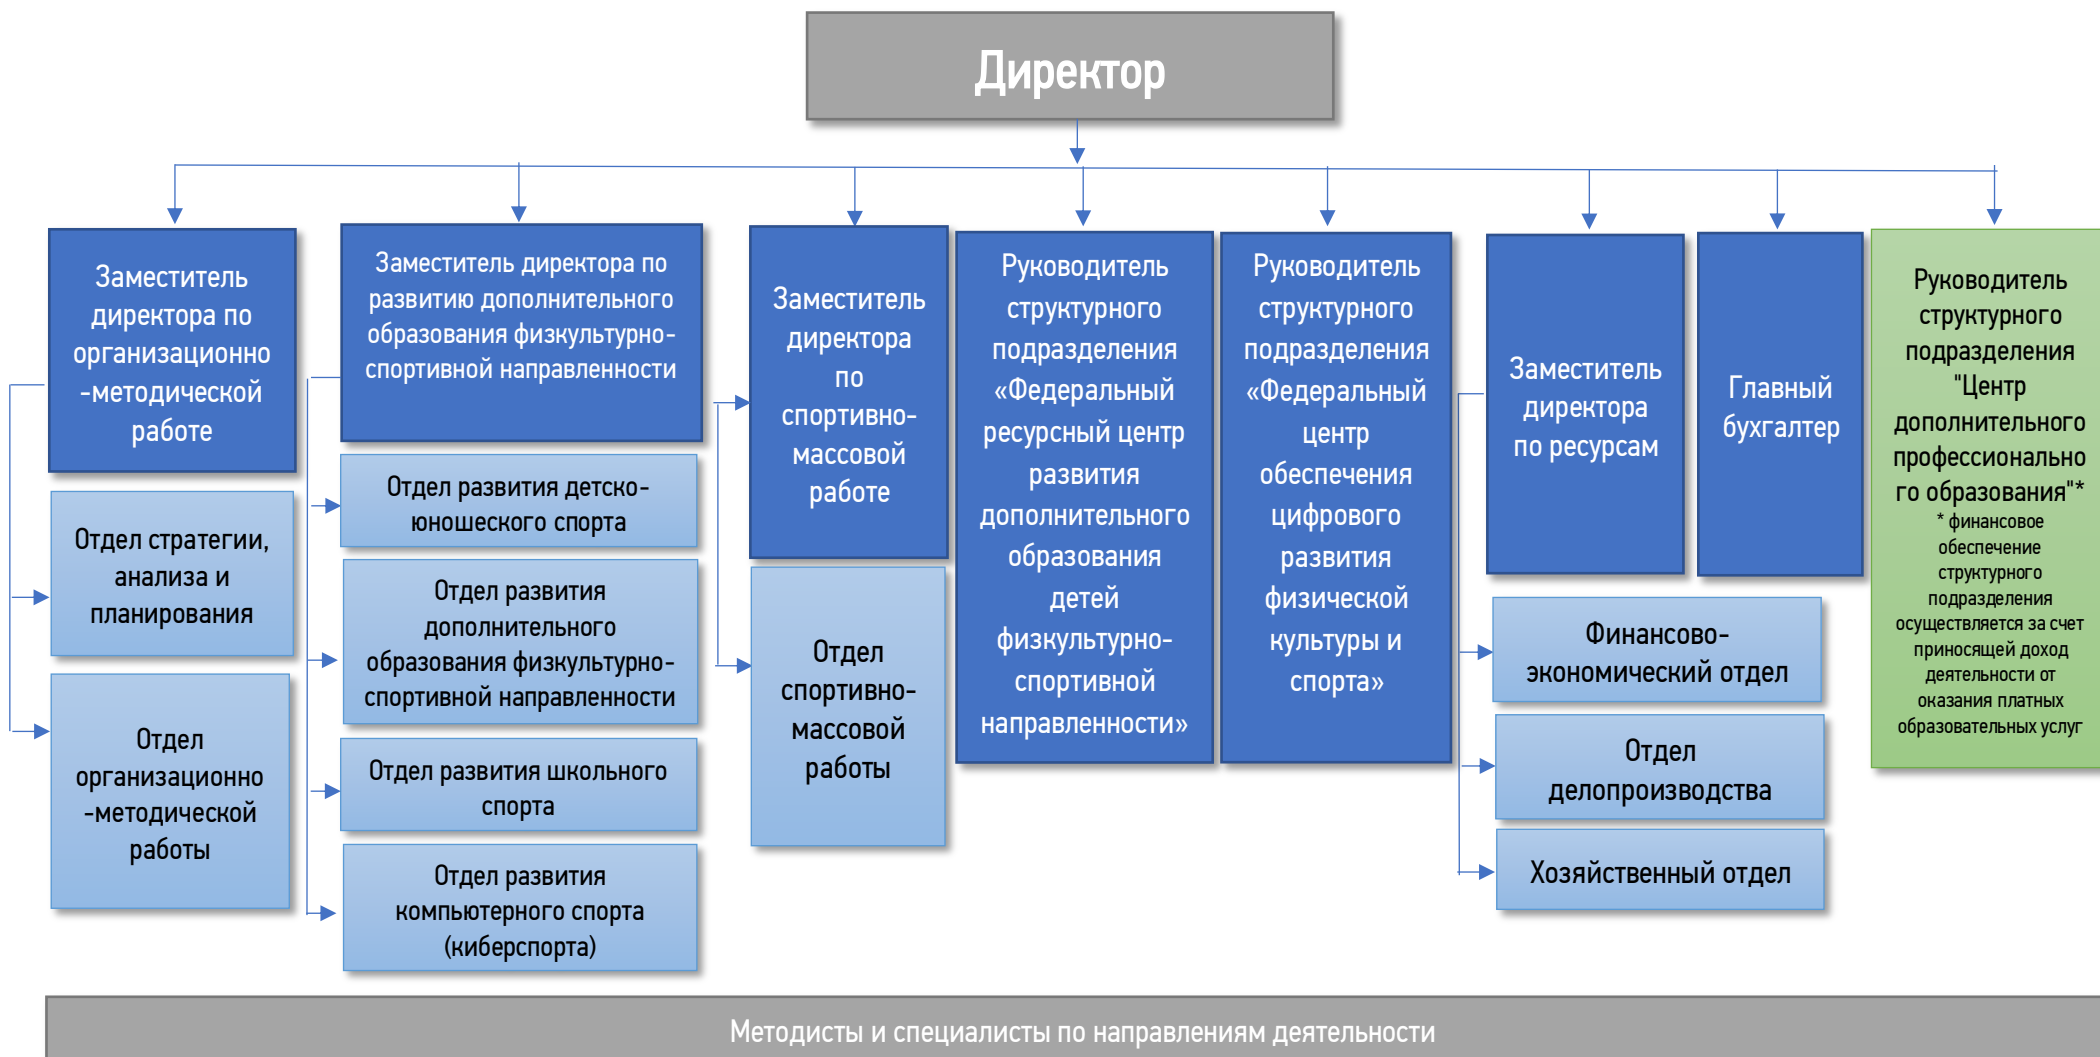 Директор
Заместитель
директора по
организационно
-методической
работе
Отдел стратегии,
анализа и
планирования
Отдел
организационно
-методической
работы
Заместитель директора по
развитию дополнительного
образования физкультурно-
спортивной направленности
Отдел развития детско-
юношеского спорта
Отдел развития
дополнительного
образования физкультурно-
спортивной направленности
Отдел развития школьного
спорта
Отдел развития
компьютерного спорта
(киберспорта)
Заместитель
директора
по
спортивно-
массовой
работе
Отдел
спортивно-
массовой
работы
Руководитель
структурного
подразделения
«Федеральный
ресурсный центр
развития
дополнительного
образования
детей
физкультурно-
спортивной
направленности»
Руководитель
структурного
подразделения
«Федеральный
центр
обеспечения
цифрового
развития
физической
культуры и
спорта»
Заместитель
директора
по ресурсам
Финансово-
экономический отдел
Отдел
делопроизводства
Хозяйственный отдел
Главный
бухгалтер
Руководитель
структурного
подразделения
"Центр
дополнительного
профессионально
го образования"*
* финансовое
обеспечение
структурного
подразделения
осуществляется за счет
приносящей доход
деятельности от
оказания платных
образовательных услуг
Методисты и специалисты по направлениям деятельности